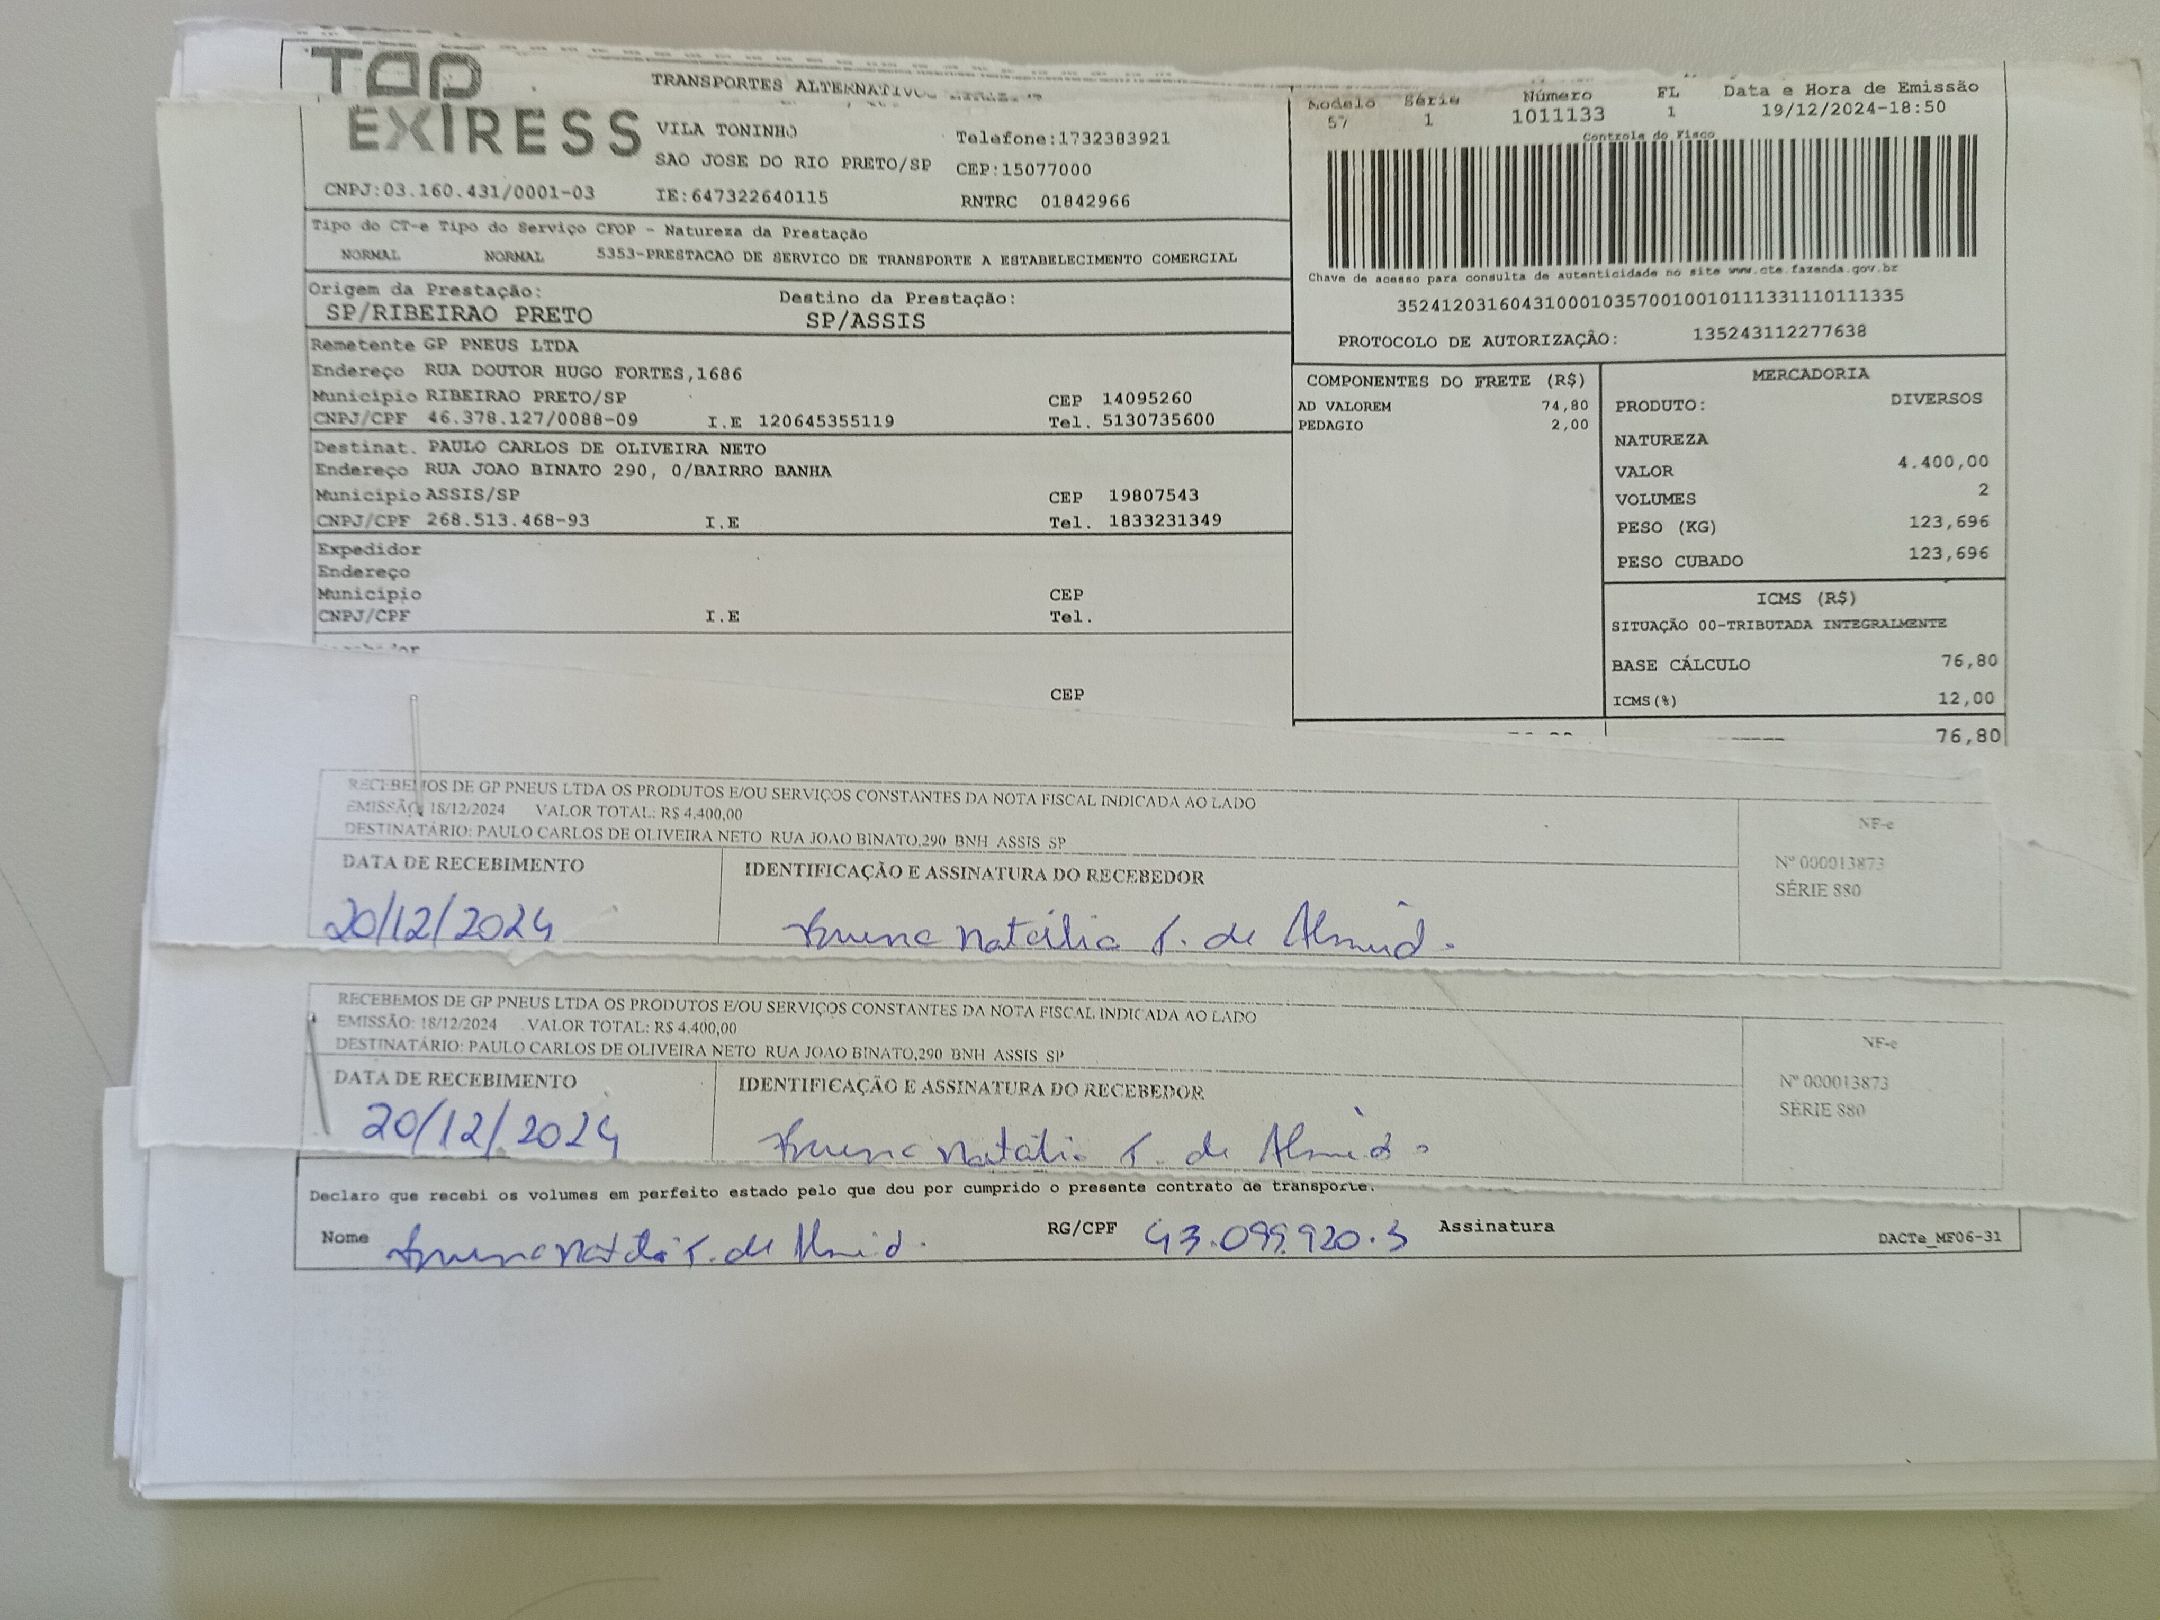 TOP
EXPRESS
TRANSPORTES
VILA TONINHO
Telefone:1732383921
SAO JOSE DO RIO PRETO/SP
CEP:15077000
CNPJ:03.160.431/0001-03
IE:647322640115
RNTRC 01842966
Modelo Série Número FL Data e Hora de Emissão
57 1 1011133 1 19/12/2024-18:50
Controle do Fisco
Chave de acesso para consulta de autenticidade no site www.cte.fazenda.gov.br
35241203160431000103570010010111331110111335
PROTOCOLO DE AUTORIZAÇÃO: 135243112277638
Tipo do CT-e Tipo do Serviço CFOP - Natureza da Prestação
NORMAL NORMAL 5353-PRESTACAO DE SERVICO DE TRANSPORTE A ESTABELECIMENTO COMERCIAL
Origem da Prestação: Destino da Prestação:
SP/RIBEIRAO PRETO SP/ASSIS
Remetente GP PNEUS LTDA
Endereço RUA DOUTOR HUGO FORTES,1686
Município RIBEIRAO PRETO/SP CEP 14095260
CNPJ/CPF 46.378.127/0088-09 I.E 120645355119 Tel. 5130735600
Destinat. PAULO CARLOS DE OLIVEIRA NETO
Endereço RUA JOAO BINATO 290, 0/BAIRRO BANHA
Município ASSIS/SP CEP 19807543
CNPJ/CPF 268.513.468-93 I.E Tel. 1833231349
Expedidor
Endereço
Município CEP
CNPJ/CPF I.E Tel.
CEP
COMPONENTES DO FRETE (R$)
AD VALOREM 74,80
PEDAGIO 2,00
MERCADORIA
PRODUTO: DIVERSOS
NATUREZA
VALOR 4.400,00
VOLUMES 2
PESO (KG) 123,696
PESO CUBADO 123,696
ICMS (R$)
SITUAÇÃO 00-TRIBUTADA INTEGRALMENTE
BASE CÁLCULO 76,80
ICMS(%) 12,00
76,80
RECEBEMOS DE GP PNEUS LTDA OS PRODUTOS E/OU SERVIÇOS CONSTANTES DA NOTA FISCAL INDICADA AO LADO
EMISSÃO: 18/12/2024 VALOR TOTAL: R$ 4.400,00
DESTINATÁRIO: PAULO CARLOS DE OLIVEIRA NETO RUA JOAO BINATO,290 BNH ASSIS SP
NF-e
Nº 000013873
SÉRIE 880
DATA DE RECEBIMENTO IDENTIFICAÇÃO E ASSINATURA DO RECEBEDOR
20/12/2024 Natália T. de Almeid.
RECEBEMOS DE GP PNEUS LTDA OS PRODUTOS E/OU SERVIÇOS CONSTANTES DA NOTA FISCAL INDICADA AO LADO
EMISSÃO: 18/12/2024 VALOR TOTAL: R$ 4.400,00
DESTINATÁRIO: PAULO CARLOS DE OLIVEIRA NETO RUA JOAO BINATO,290 BNH ASSIS SP
NF-e
Nº 000013873
SÉRIE 880
DATA DE RECEBIMENTO IDENTIFICAÇÃO E ASSINATURA DO RECEBEDOR
20/12/2024 Natália T. de
Declaro que recebi os volumes em perfeito estado pelo que dou por cumprido o presente contrato de transporte.
Nome T. de RG/CPF 43.099.920.3 Assinatura
DACTe_MF06-31